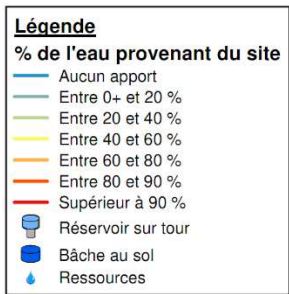 Légende
% de l'eau provenant du site
Aucun apport
Entre 0+ et 20 %
Entre 20 et 40 %
Entre 40 et 60 %
Entre 60 et 80 %
Entre 80 et 90 %
Supérieur à 90 %
Réservoir sur tour
Bâche au sol
Ressources